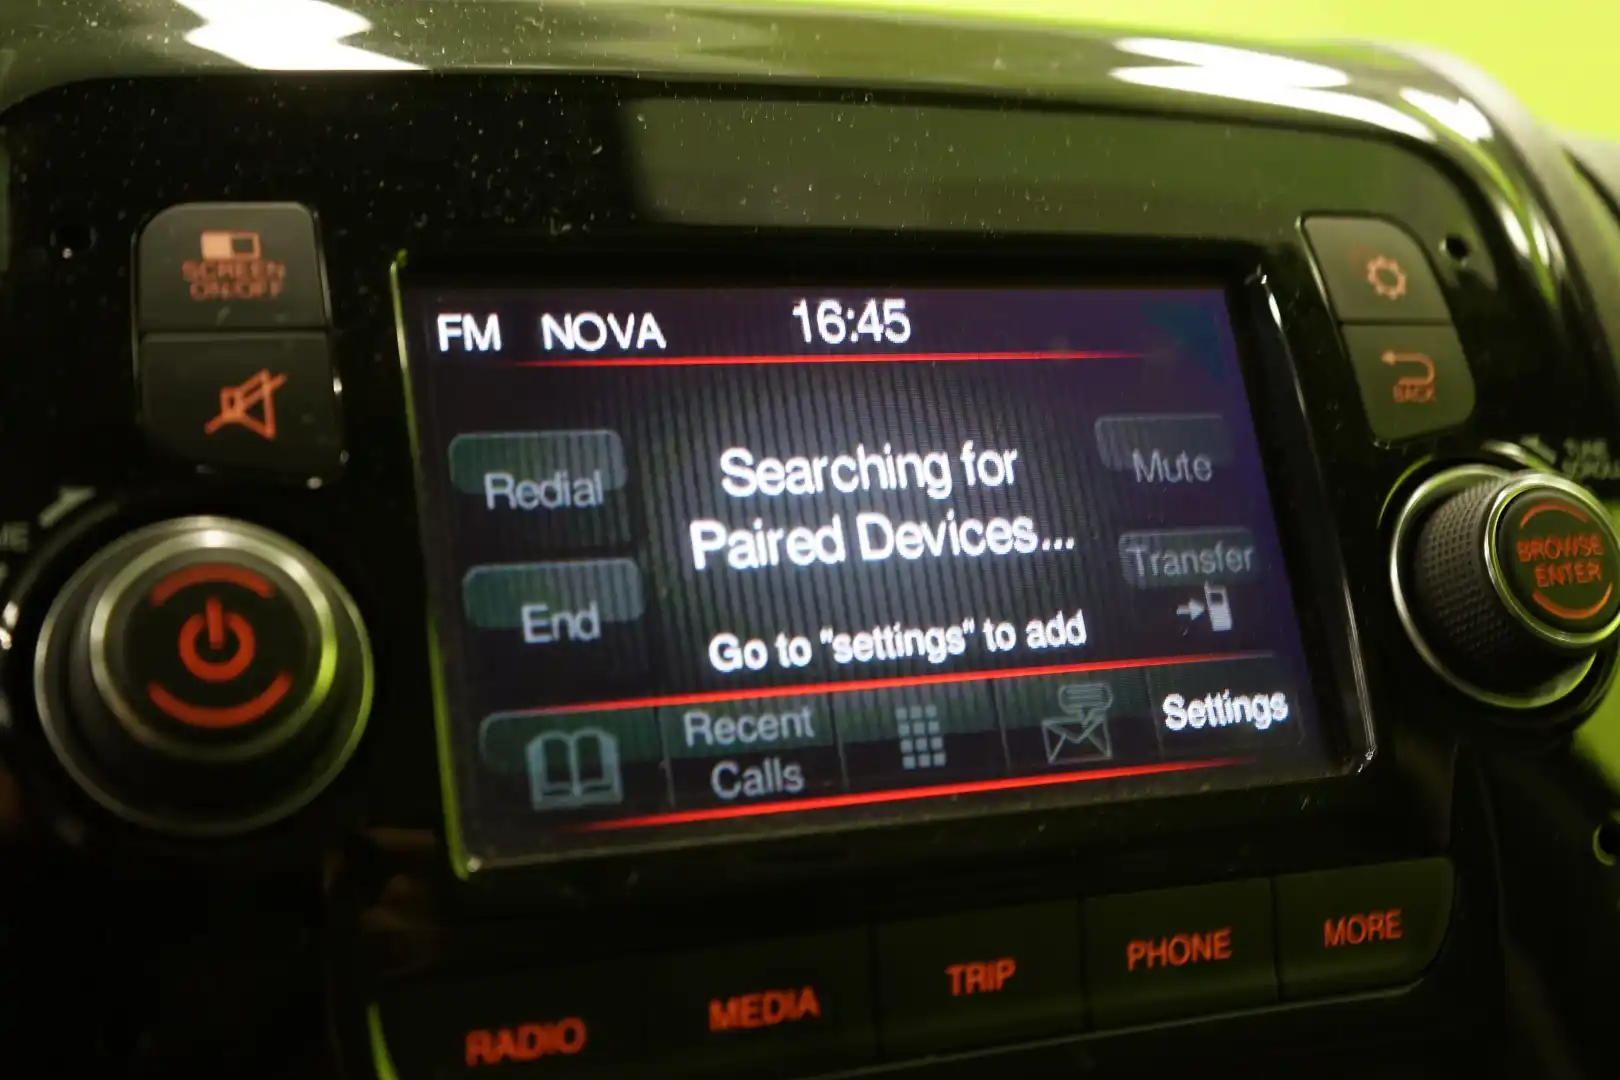 SCREEN
ON/OFF
FM NOVA 16:45
BACK
Searching for
Paired Devices...
Go to "settings" to add
Redial
End
Mute
Transfer
BROWSE
ENTER
Recent
Calls
Settings
RADIO
MEDIA
TRIP
PHONE
MORE